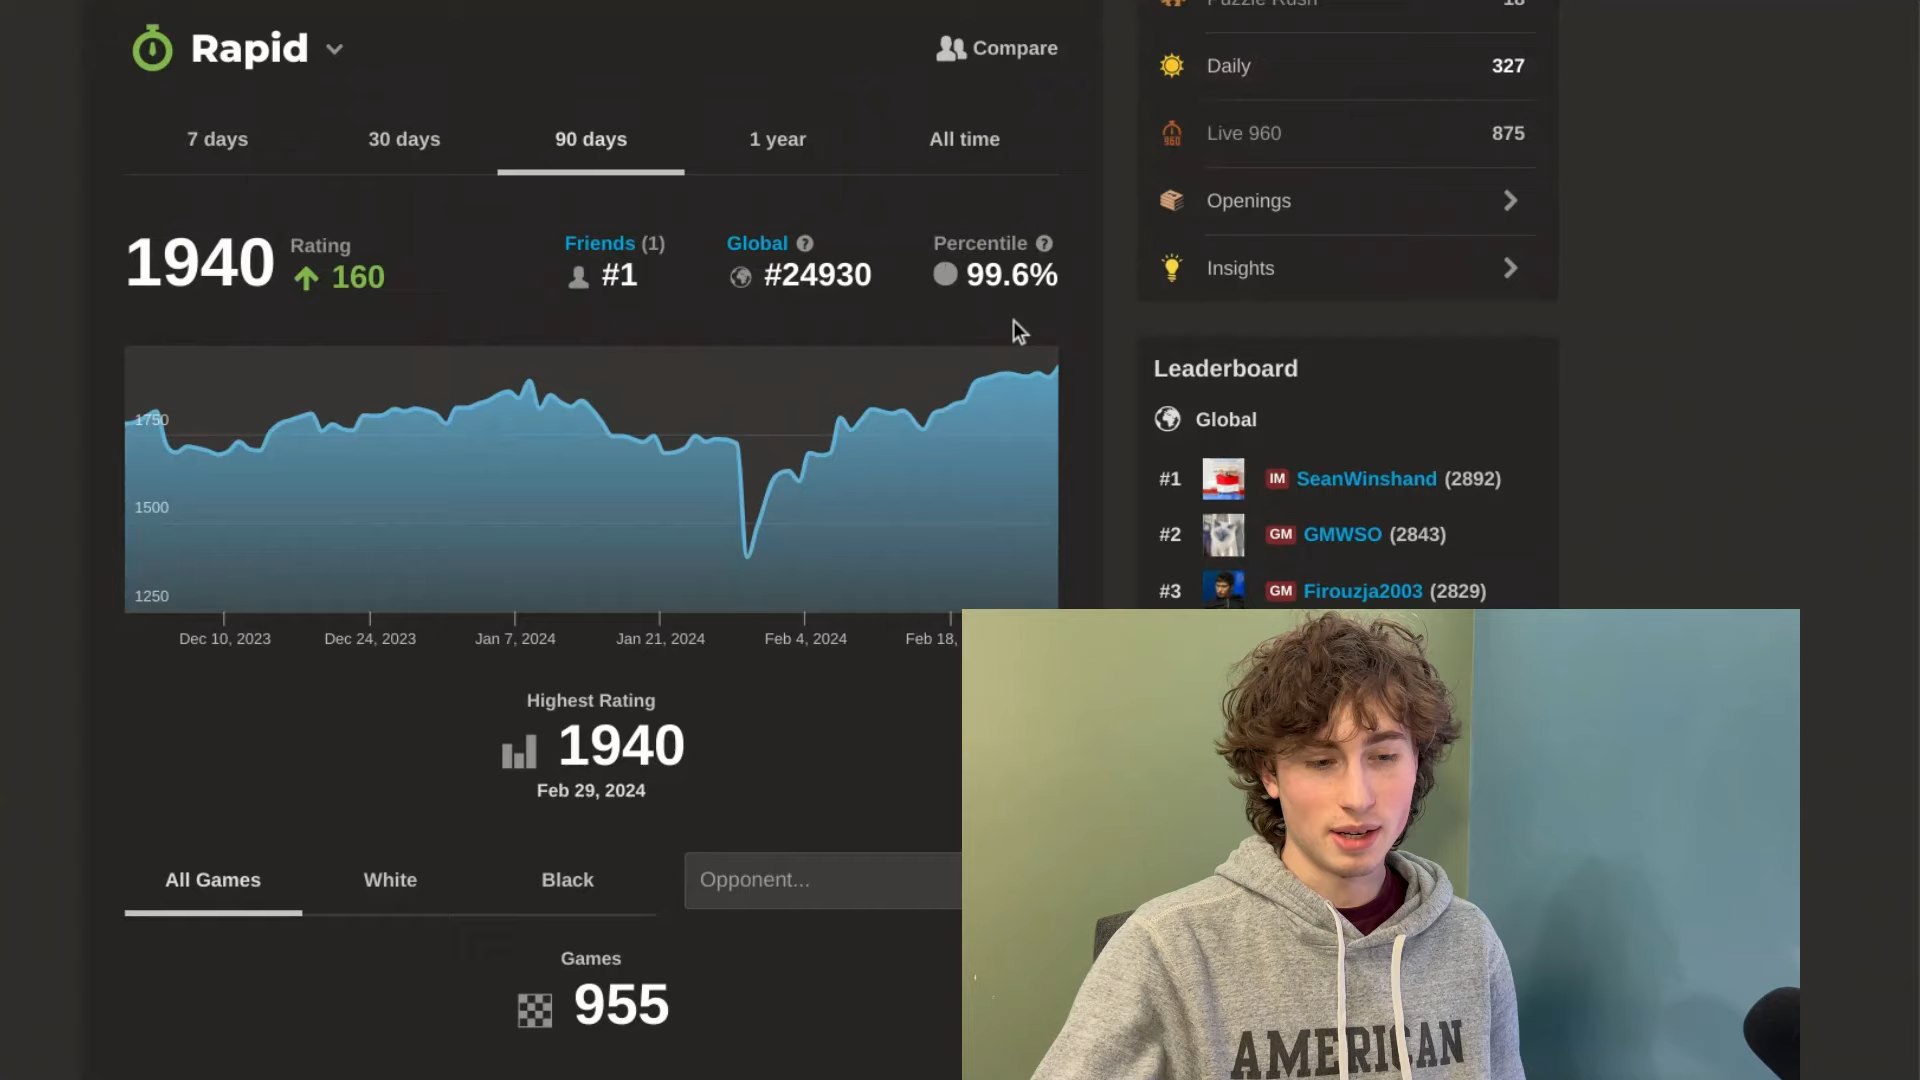 Rapid
Compare
7 days
30 days
90 days
1 year
All time
1940
Rating
160
Friends (1)
#1
Global
#24930
Percentile
99.6%
1750
1500
1250
Dec 10, 2023
Dec 24, 2023
Jan 7, 2024
Jan 21, 2024
Feb 4, 2024
Feb 18,
Highest Rating
1940
Feb 29, 2024
All Games
White
Black
Opponent...
Games
955
Puzzle Rush 18
Daily 327
Live 960 875
Openings
Insights
Leaderboard
Global
#1 IM SeanWinshand (2892)
#2 GM GMWSO (2843)
#3 GM Firouzja2003 (2829)
AMERICAN